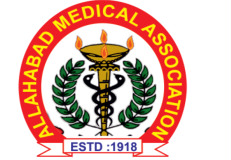 ALLAHABAD MEDICAL ASSOCIATION
ESTD :1918